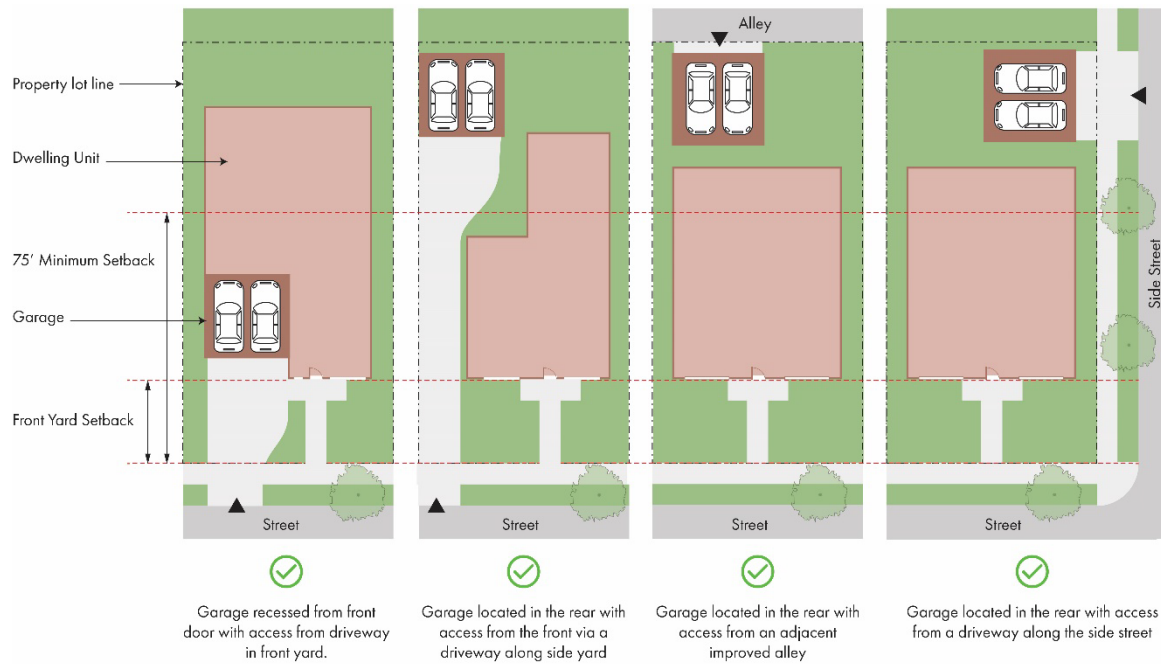 Alley
Property lot line
Dwelling Unit
75’ Minimum Setback
Garage
Front Yard Setback
Side Street
Street
Street
Street
Street
Garage recessed from front
door with access from driveway
in front yard.
Garage located in the rear with
access from the front via a
driveway along side yard
Garage located in the rear with
access from an adjacent
improved alley
Garage located in the rear with access
from a driveway along the side street